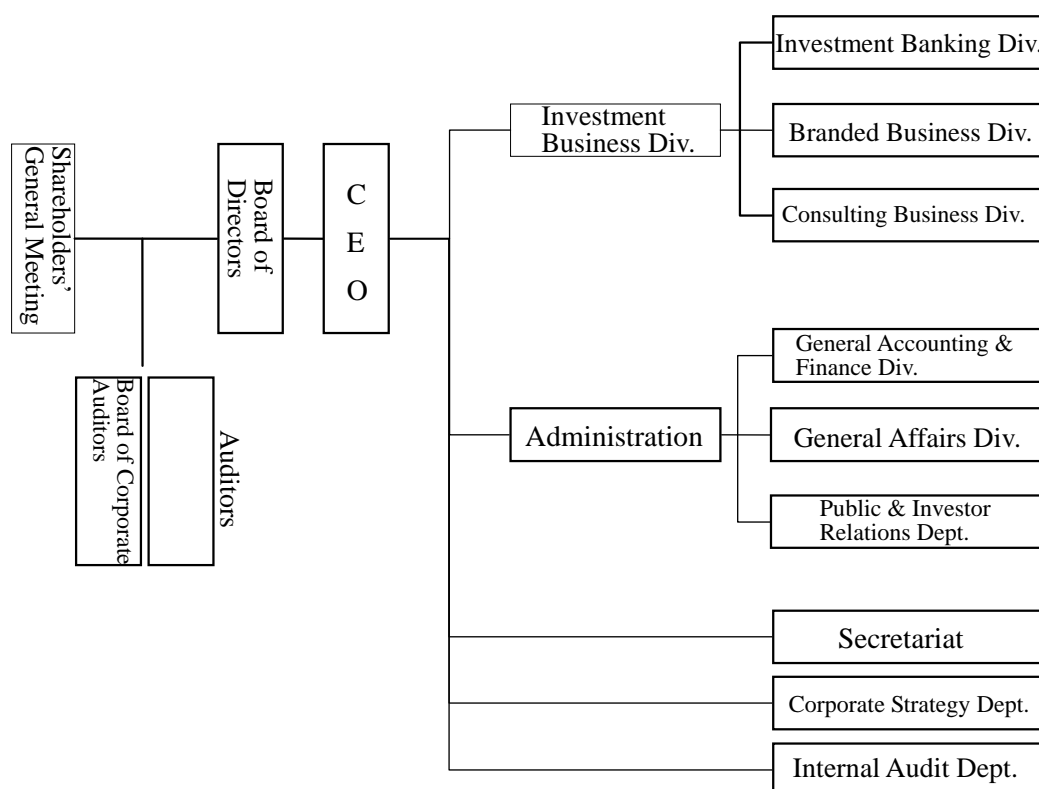 Shareholders'
General Meeting
Board of Corporate
Auditors
Auditors
Board of
Directors
C
E
O
Investment
Business Div.
Investment Banking Div.
Branded Business Div.
Consulting Business Div.
Administration
General Accounting &
Finance Div.
General Affairs Div.
Public & Investor
Relations Dept.
Secretariat
Corporate Strategy Dept.
Internal Audit Dept.